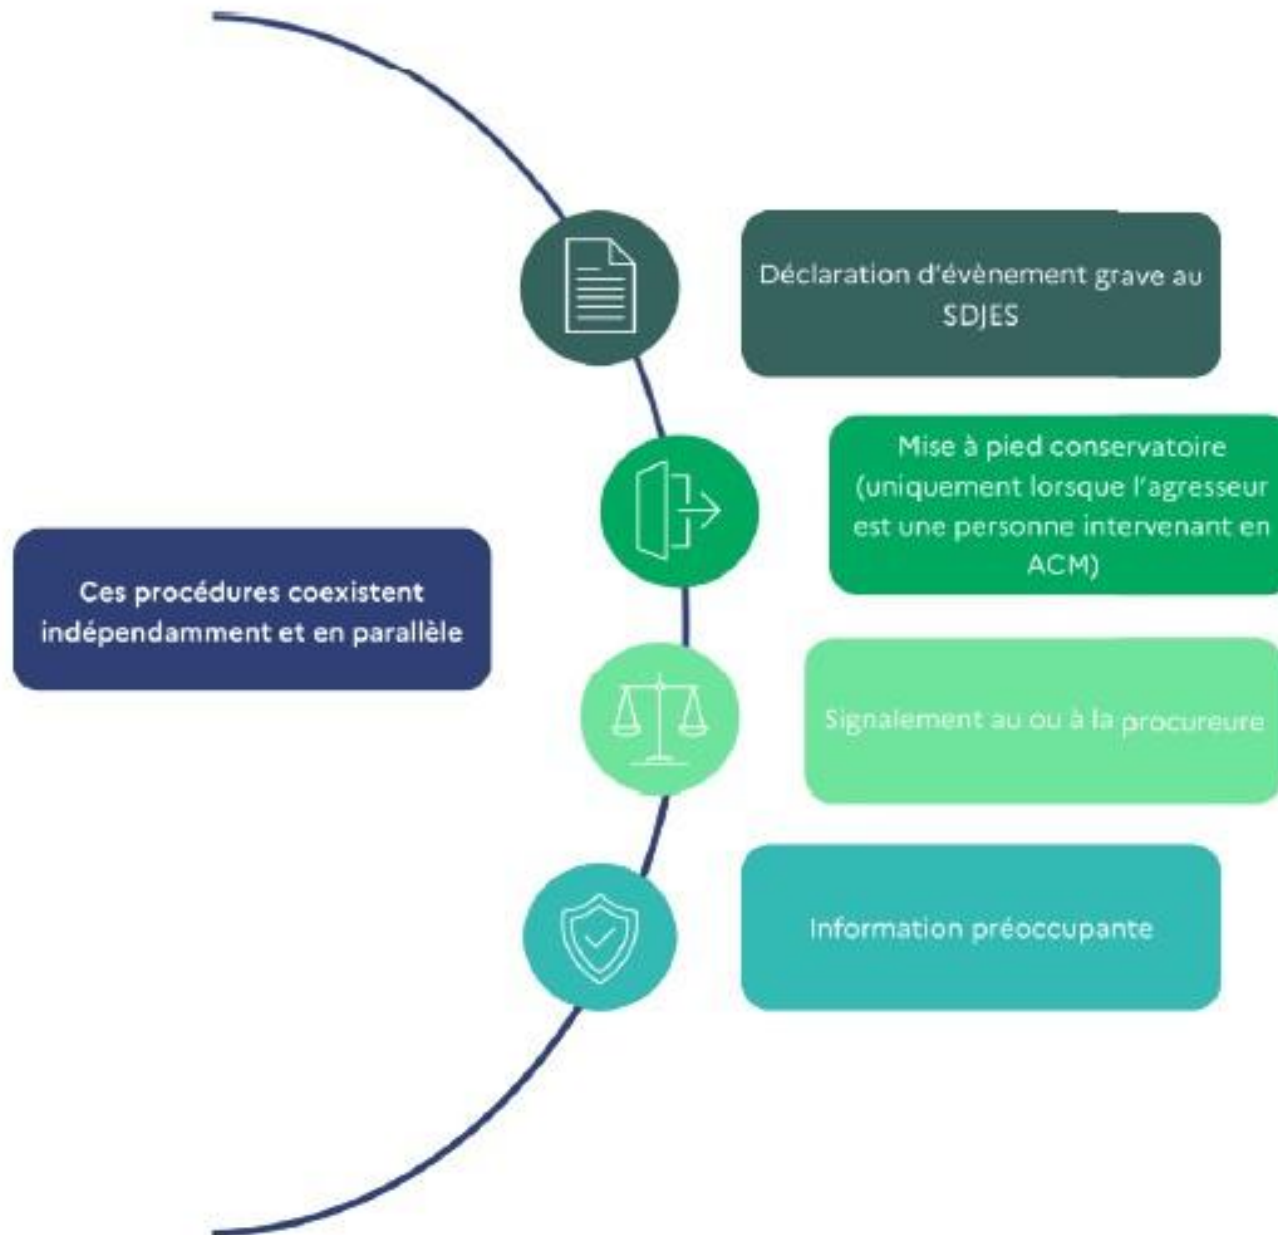 Déclaration d'évènement grave au
SDJES
Mise à pied conservatoire
(uniquement lorsque l'agresseur
est une personne intervenant en
ACM)
Ces procédures coexistent
indépendamment et en parallèle
Signalement au ou à la procureure
Information préoccupante